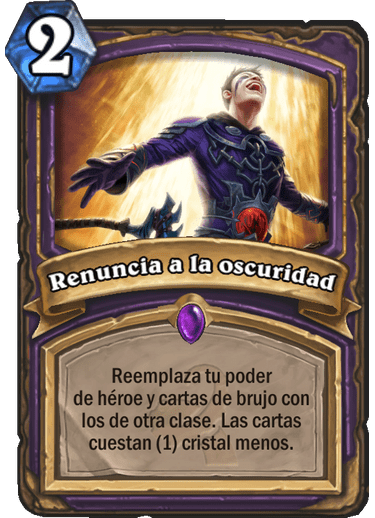 2
Renuncia a la oscuridad
Reemplaza tu poder
de héroe y cartas de brujo con
los de otra clase. Las cartas
cuestan (1) cristal menos.